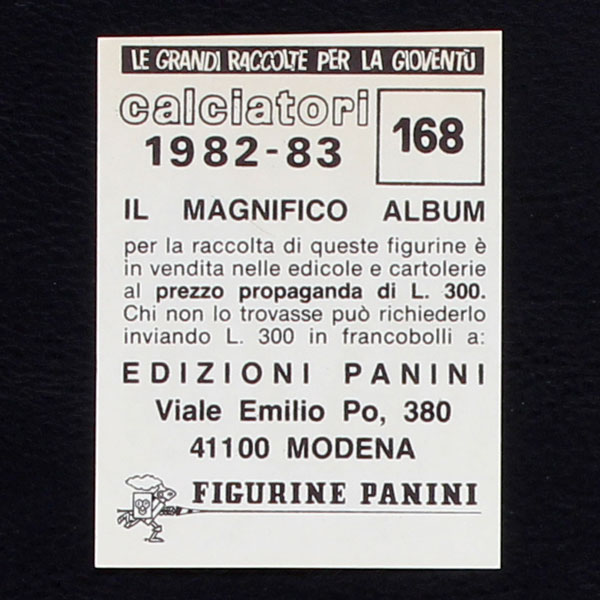 LE GRANDI RACCOLTE PER LA GIOVENTÙ
calciatori
1982-83
168
IL MAGNIFICO ALBUM
per la raccolta di queste figurine è
in vendita nelle edicole e cartolerie
al prezzo propaganda di L. 300.
Chi non lo trovasse può richiederlo
inviando L. 300 in francobolli a:
EDIZIONI PANINI
Viale Emilio Po, 380
41100 MODENA
FIGURINE PANINI